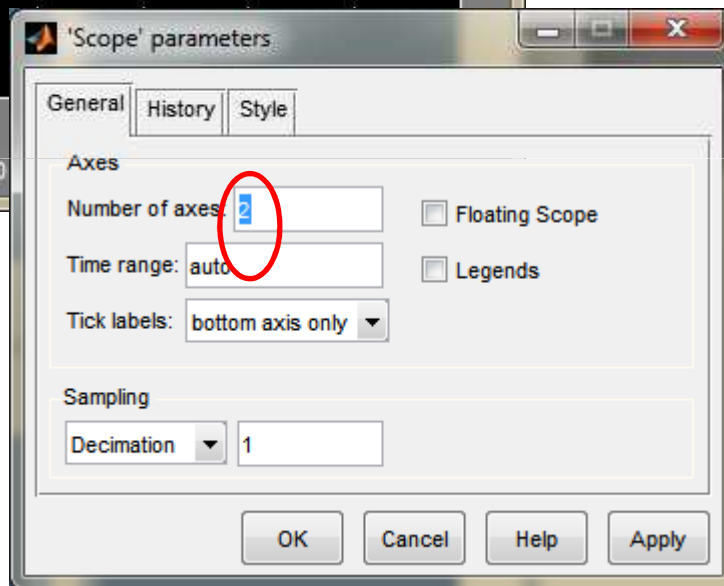 'Scope' parameters
General History Style
Axes
Number of axes: 2 Floating Scope
Time range: auto Legends
Tick labels: bottom axis only
Sampling
Decimation 1
OK Cancel Help Apply